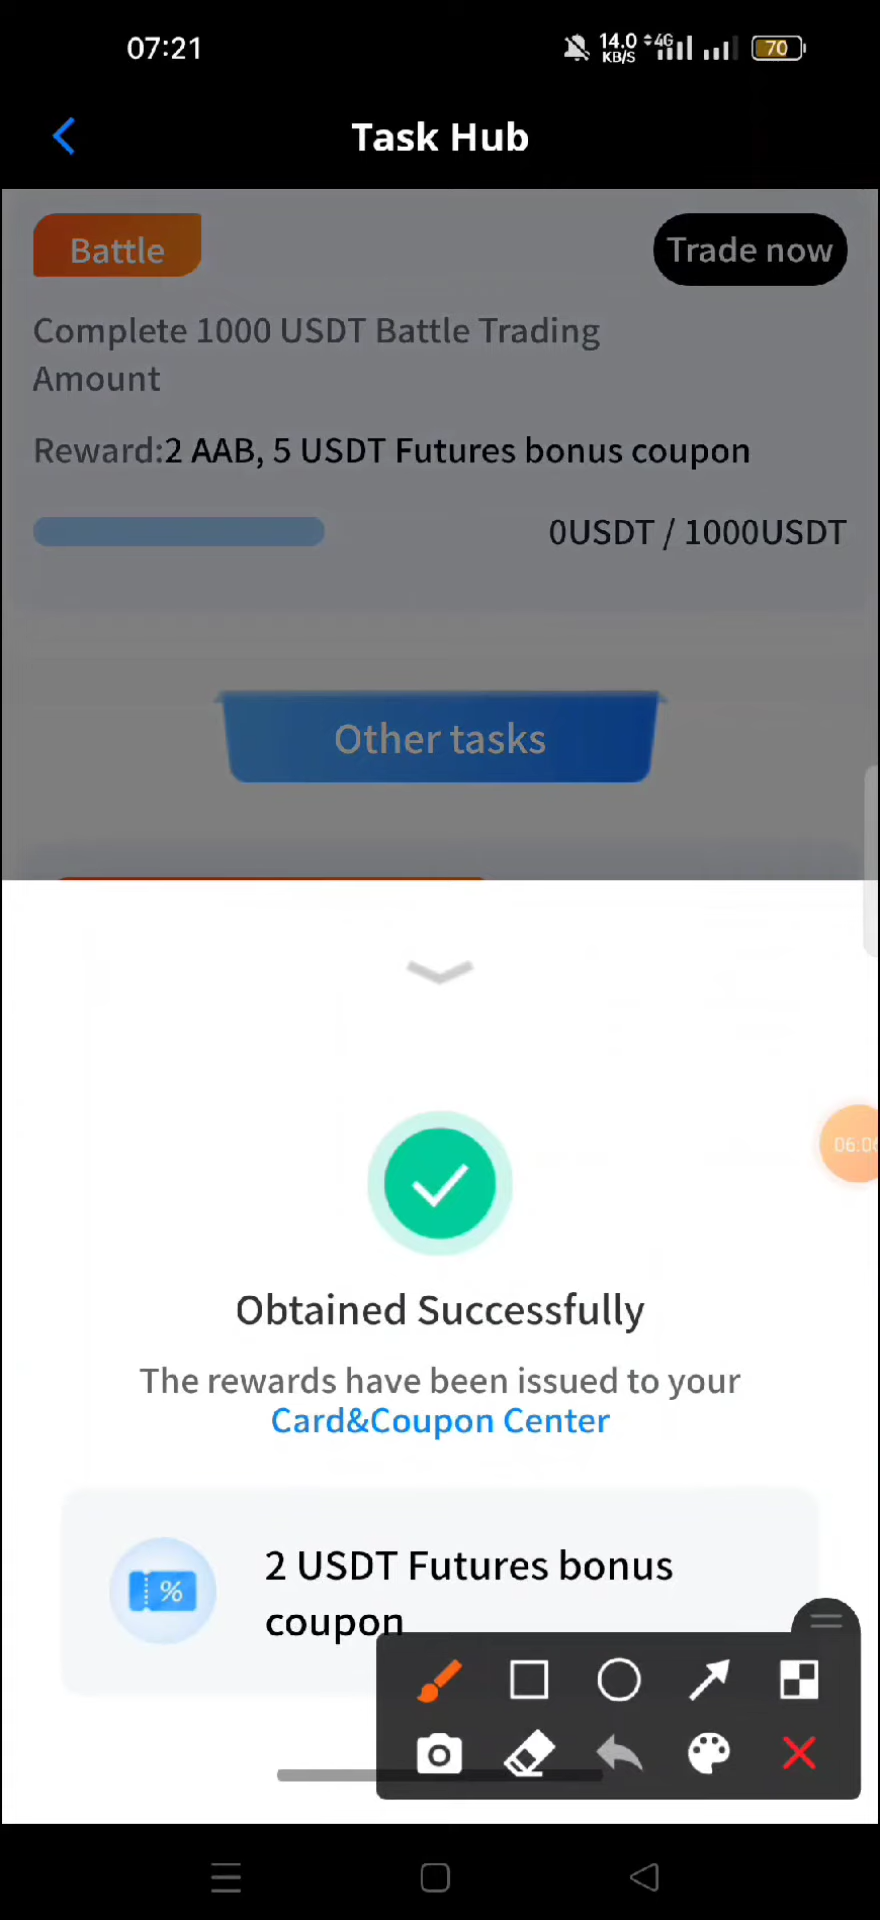 07:21
14.0
KB/S
4G
70
Task Hub
Battle
Trade now
Complete 1000 USDT Battle Trading
Amount
Reward:2 AAB, 5 USDT Futures bonus coupon
0USDT / 1000USDT
Other tasks
06:0
Obtained Successfully
The rewards have been issued to your
Card&Coupon Center
%
2 USDT Futures bonus
coupon